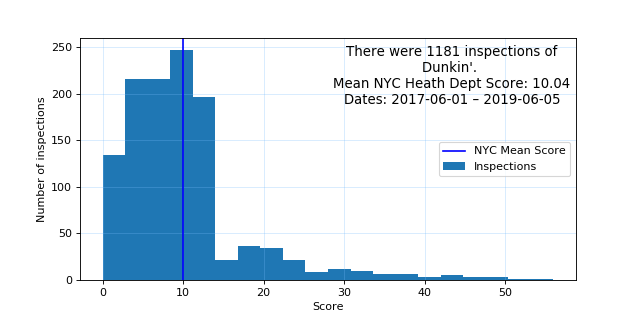 There were 1181 inspections of
Dunkin'.
Mean NYC Heath Dept Score: 10.04
Dates: 2017-06-01 – 2019-06-05
NYC Mean Score
Inspections
Number of inspections
250
200
150
100
50
0
0 10 20 30 40 50
Score